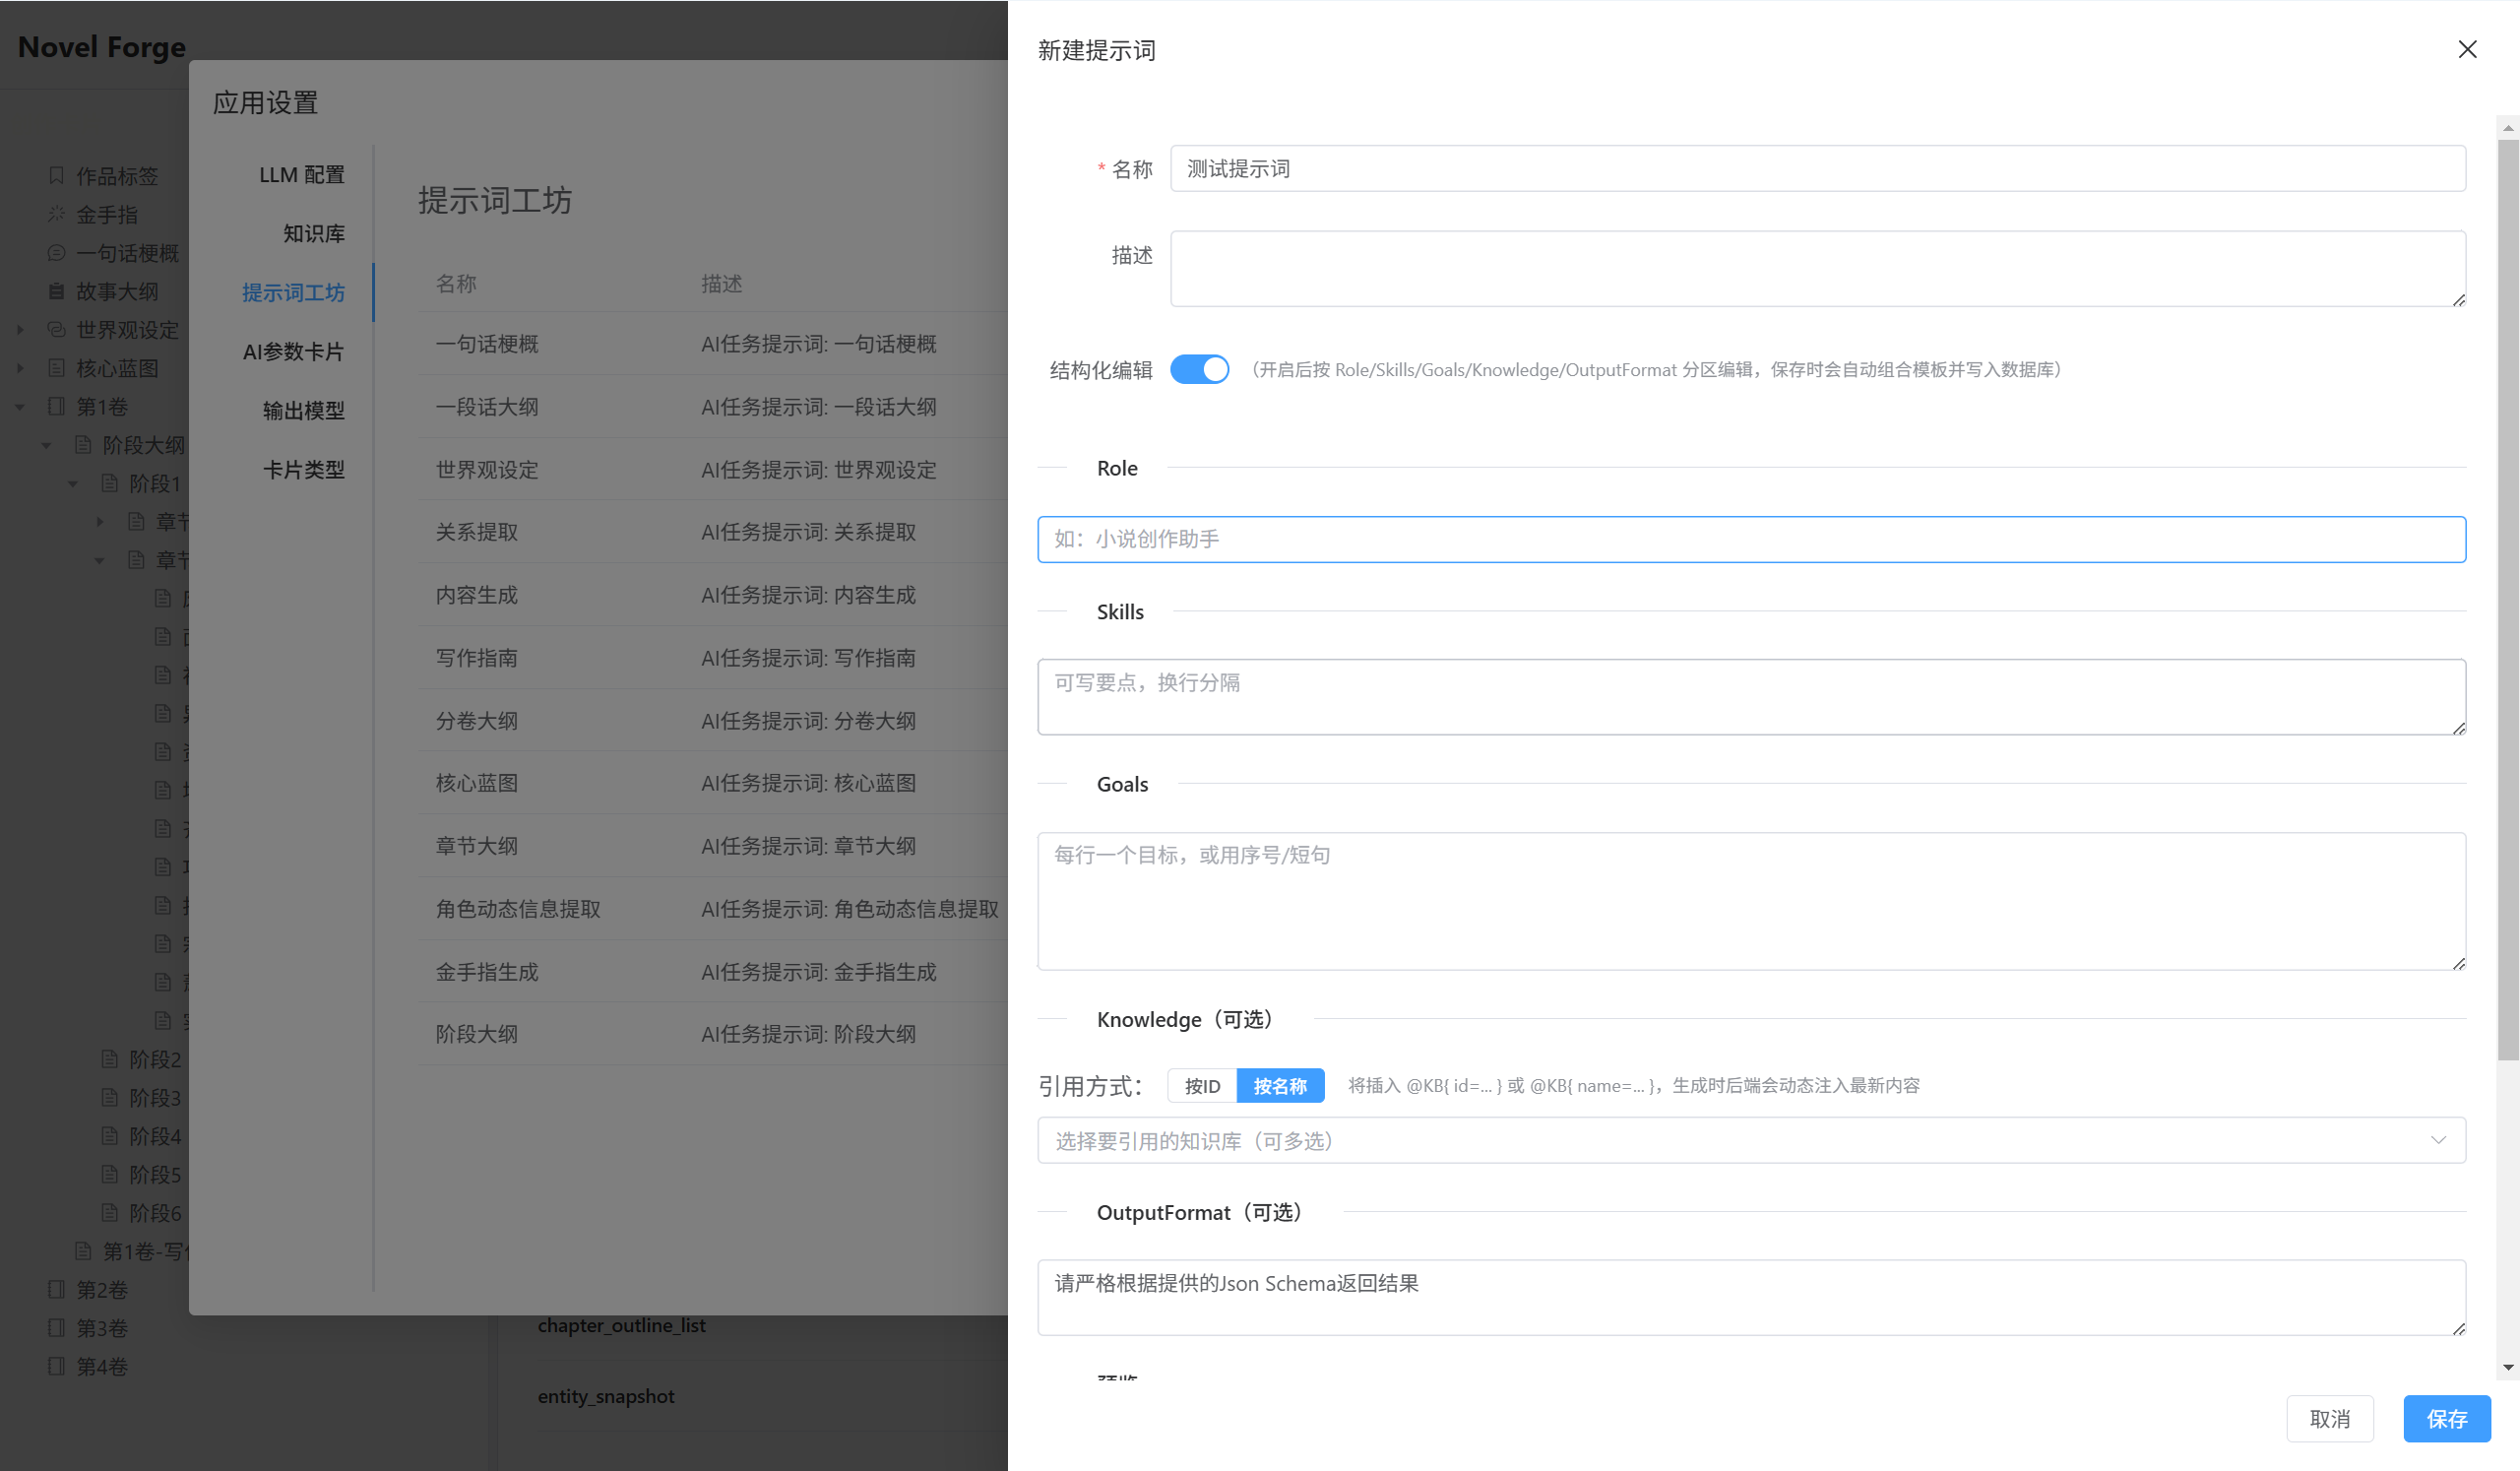 Novel Forge
作品标签
金手指
一句话梗概
故事大纲
世界观设定
核心蓝图
第1卷
阶段大纲
阶段1
章节
章节
阶段2
阶段3
阶段4
阶段5
阶段6
第1卷-写
第2卷
第3卷
第4卷
应用设置
LLM 配置
知识库
提示词工坊
AI参数卡片
输出模型
卡片类型
提示词工坊
名称 描述
一句话梗概 AI任务提示词: 一句话梗概
一段话大纲 AI任务提示词: 一段话大纲
世界观设定 AI任务提示词: 世界观设定
关系提取 AI任务提示词: 关系提取
内容生成 AI任务提示词: 内容生成
写作指南 AI任务提示词: 写作指南
分卷大纲 AI任务提示词: 分卷大纲
核心蓝图 AI任务提示词: 核心蓝图
章节大纲 AI任务提示词: 章节大纲
角色动态信息提取 AI任务提示词: 角色动态信息提取
金手指生成 AI任务提示词: 金手指生成
阶段大纲 AI任务提示词: 阶段大纲
chapter_outline_list
entity_snapshot
新建提示词
* 名称 测试提示词
描述
结构化编辑 （开启后按 Role/Skills/Goals/Knowledge/OutputFormat 分区编辑，保存时会自动组合模板并写入数据库）
Role
如：小说创作助手
Skills
可写要点，换行分隔
Goals
每行一个目标，或用序号/短句
Knowledge（可选）
引用方式： 按ID 按名称 将插入 @KB{ id=... } 或 @KB{ name=... }，生成时后端会动态注入最新内容
选择要引用的知识库（可多选）
OutputFormat（可选）
请严格根据提供的Json Schema返回结果
预览
取消 保存